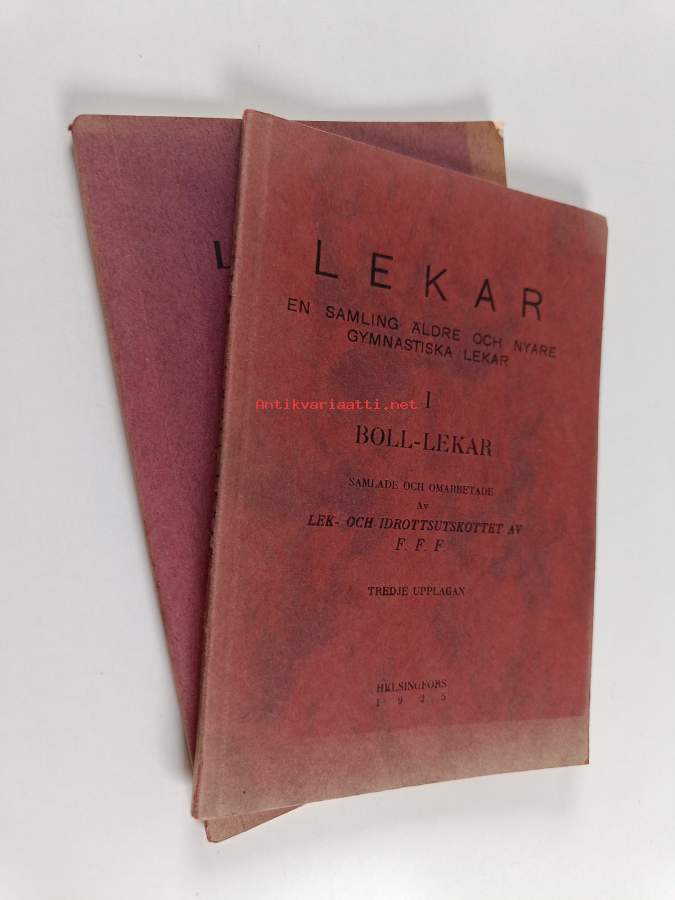 L
LEKAR
EN SAMLING ÄLDRE OCH NYARE
GYMNASTISKA LEKAR
I
Antikvariaatti.net
BOLL-LEKAR
SAMLADE OCH OMARBETADE
AV
LEK- OCH IDROTTSUTSKOTTET AV
F. F. F.
TREDJE UPPLAGAN
HELSINGFORS
1925